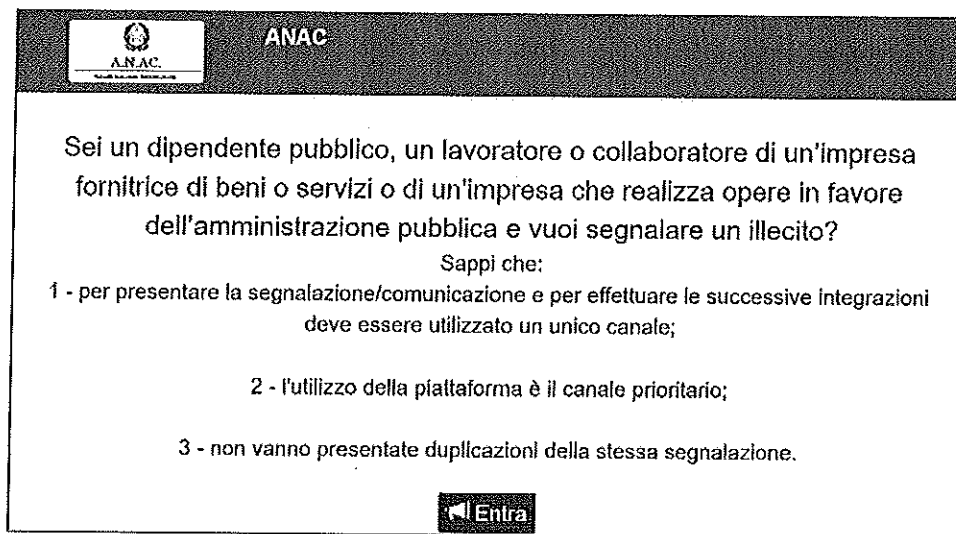 ANAC
A.N.AC.
Sei un dipendente pubblico, un lavoratore o collaboratore di un'impresa
fornitrice di beni o servizi o di un'impresa che realizza opere in favore
dell'amministrazione pubblica e vuoi segnalare un illecito?
Sappi che:
1 - per presentare la segnalazione/comunicazione e per effettuare le successive integrazioni
deve essere utilizzato un unico canale;
2 - l'utilizzo della piattaforma è il canale prioritario;
3 - non vanno presentate duplicazioni della stessa segnalazione.
Entra